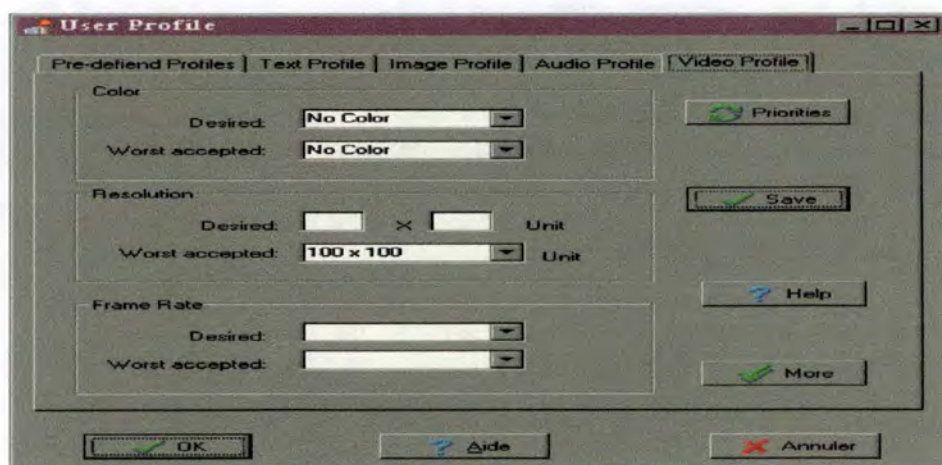 User Profile
Pre-defiend Profiles Text Profile Image Profile Audio Profile Video Profile
Color
Desired: No Color
Worst accepted: No Color
Priorities
Resolution
Desired: X Unit
Worst accepted: 100 x 100 Unit
Save
Frame Rate
Desired:
Worst accepted:
? Help
More
OK ? Aide Annuler